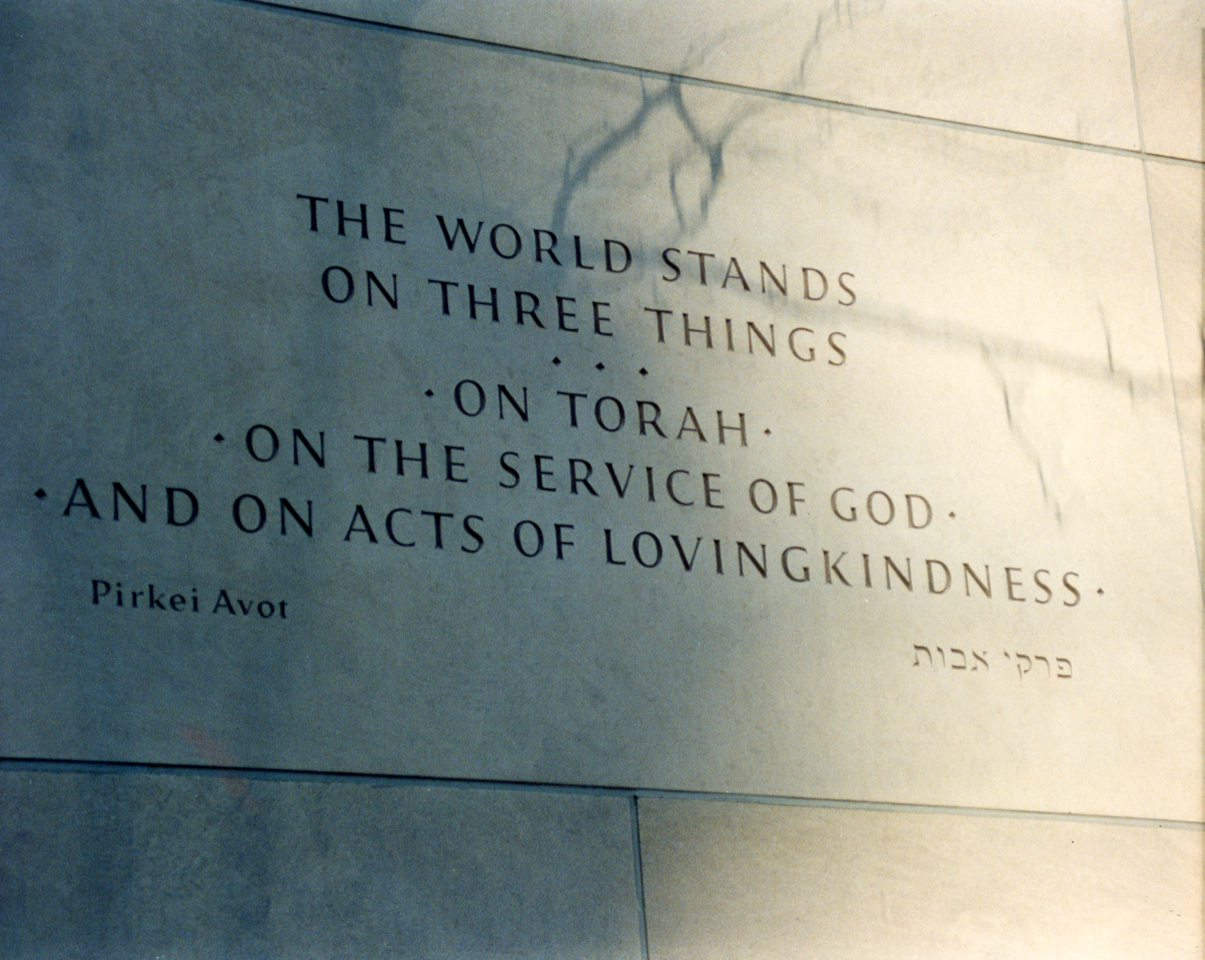 THE WORLD STANDS
ON THREE THINGS
• • •
• ON TORAH •
• ON THE SERVICE OF GOD •
• AND ON ACTS OF LOVINGKINDNESS •
Pirkei Avot
פרקי אבות